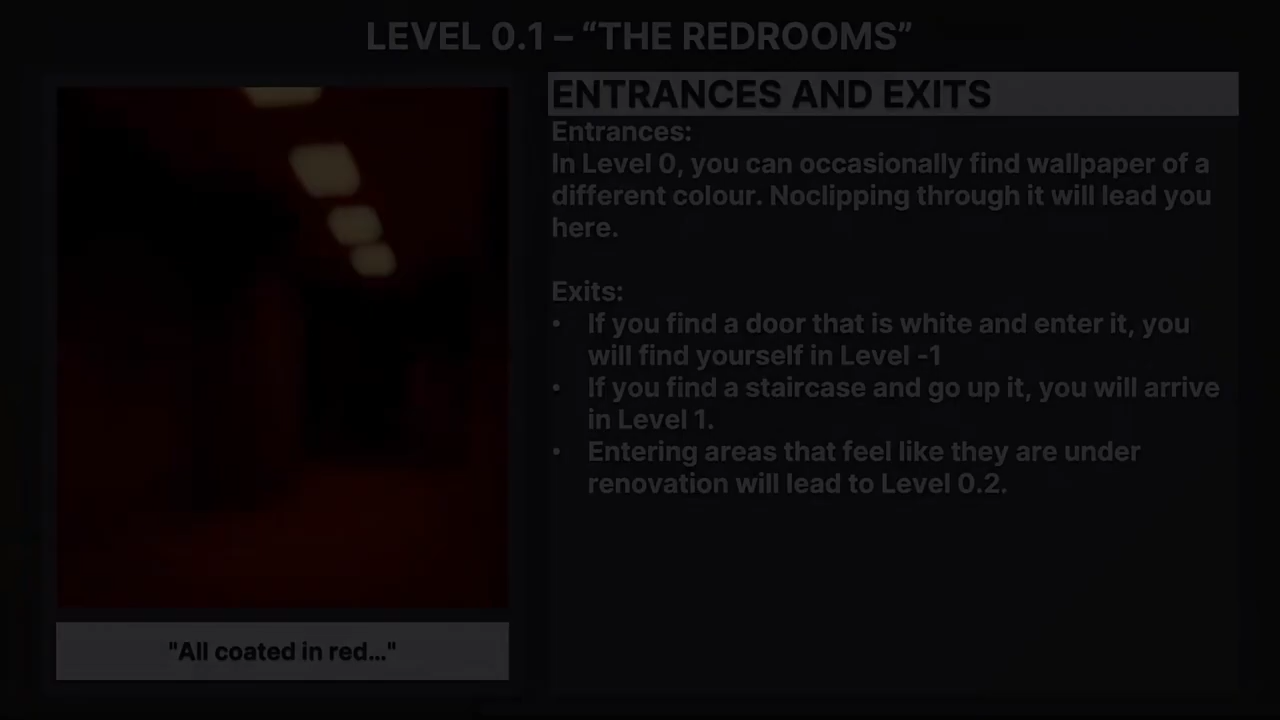 LEVEL 0.1 – “THE REDROOMS”
ENTRANCES AND EXITS
Entrances:
In Level 0, you can occasionally find wallpaper of a
different colour. Noclipping through it will lead you
here.
Exits:
• If you find a door that is white and enter it, you
will find yourself in Level -1
• If you find a staircase and go up it, you will arrive
in Level 1.
• Entering areas that feel like they are under
renovation will lead to Level 0.2.
"All coated in red..."